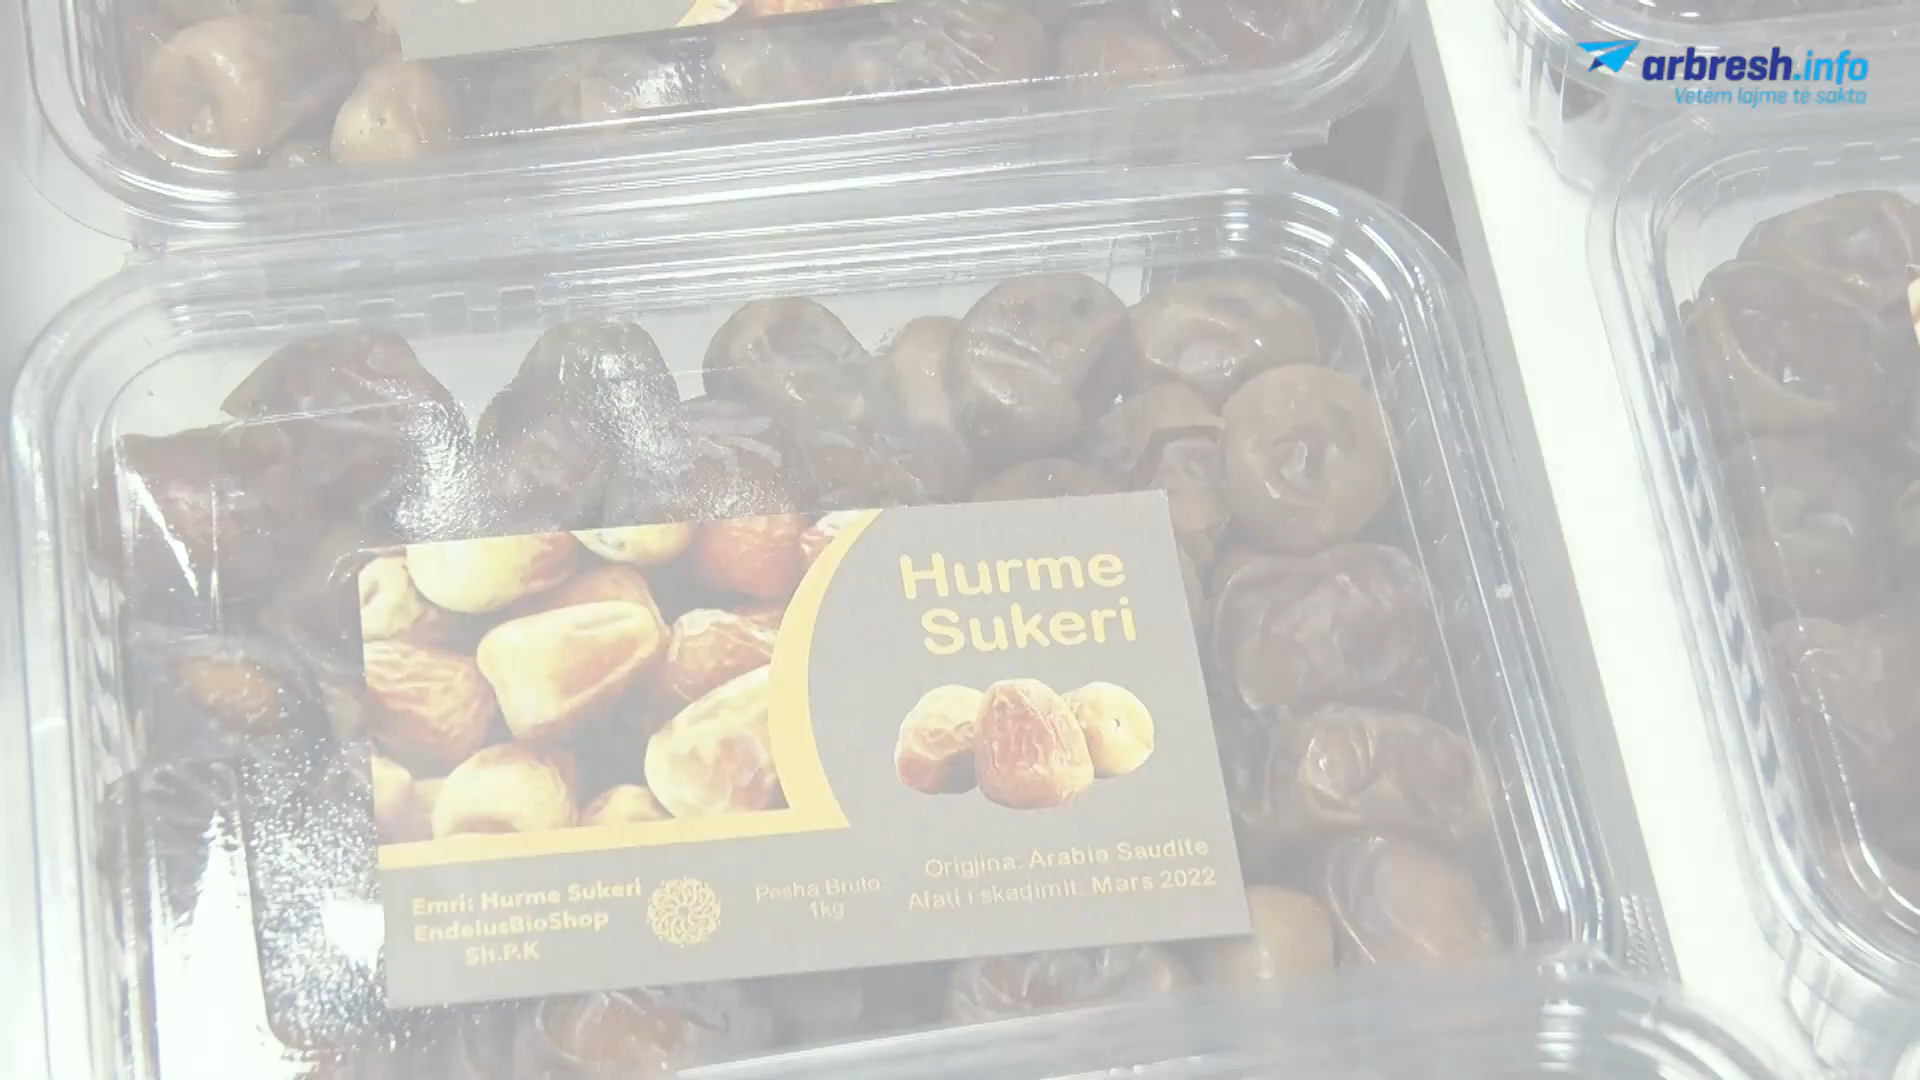 arbresh.info
Vetëm lajme të sakta
Hurme
Sukeri
Origjina: Arabia Saudite
Afati i skadimit: Mars 2022
Pesha Bruto:
1kg
Emri: Hurme Sukeri
EndelusBioShop
Sh.P.K